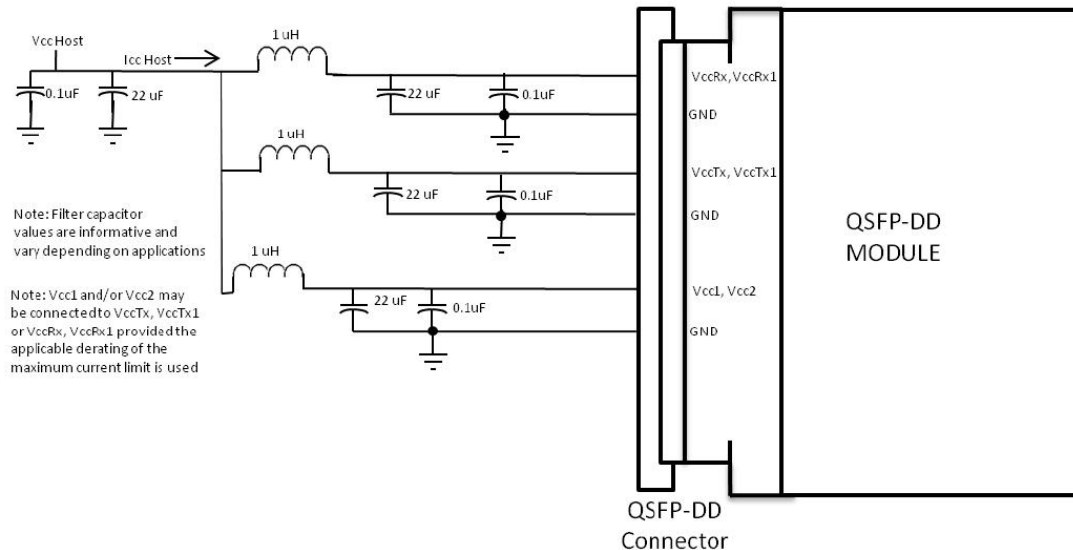 Vcc Host
Icc Host
0.1uF
22 uF
1 uH
22 uF
0.1uF
VccRx, VccRx1
GND
1 uH
22 uF
0.1uF
VccTx, VccTx1
GND
Note: Filter capacitor
values are informative and
vary depending on applications
1 uH
22 uF
0.1uF
Vcc1, Vcc2
GND
Note: Vcc1 and/or Vcc2 may
be connected to VccTx, VccTx1
or VccRx, VccRx1 provided the
applicable derating of the
maximum current limit is used
QSFP-DD
MODULE
QSFP-DD
Connector